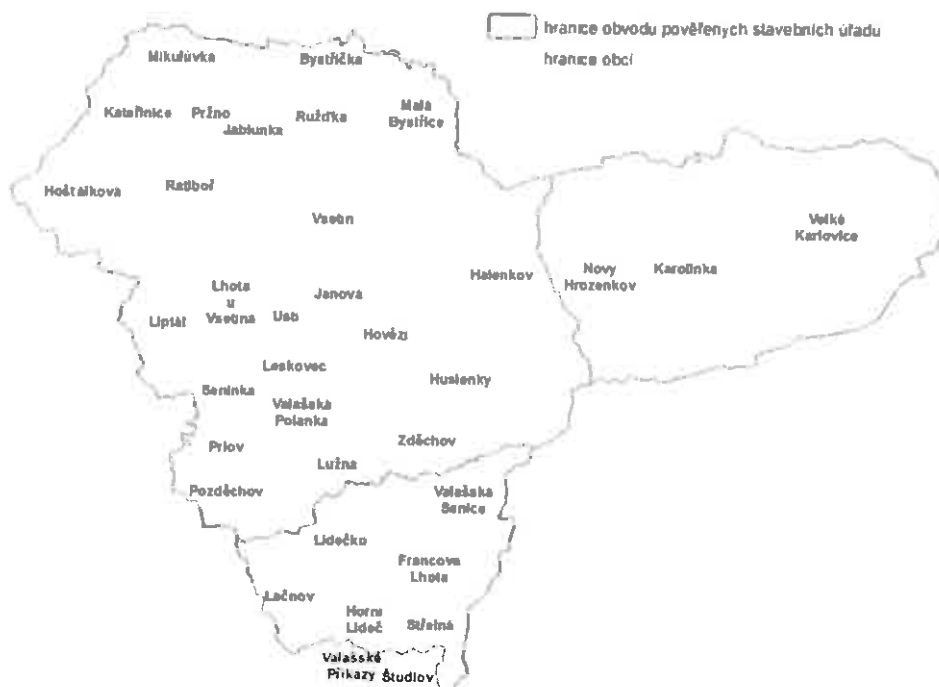 hranice obvodu pověřených stavebních úřadu
hranice obcí
Mikulůvka
Bystřička
Kateřinice
Pržno
Jablunka
Růžďka
Malá
Bystřice
Hošťálková
Ratiboř
Vsetín
Velké
Karlovice
Halenkov
Nový
Hrozenkov
Karolinka
Lhota
u
Vsetína
Janová
Liptál
Ústí
Hovězí
Leskovec
Seninka
Huslenky
Valašská
Polanka
Prlov
Zděchov
Lužná
Pozděchov
Valašská
Senice
Lidečko
Francova
Lhota
Lačnov
Horní
Lideč
Střelná
Valašské
Příkazy
Študlov